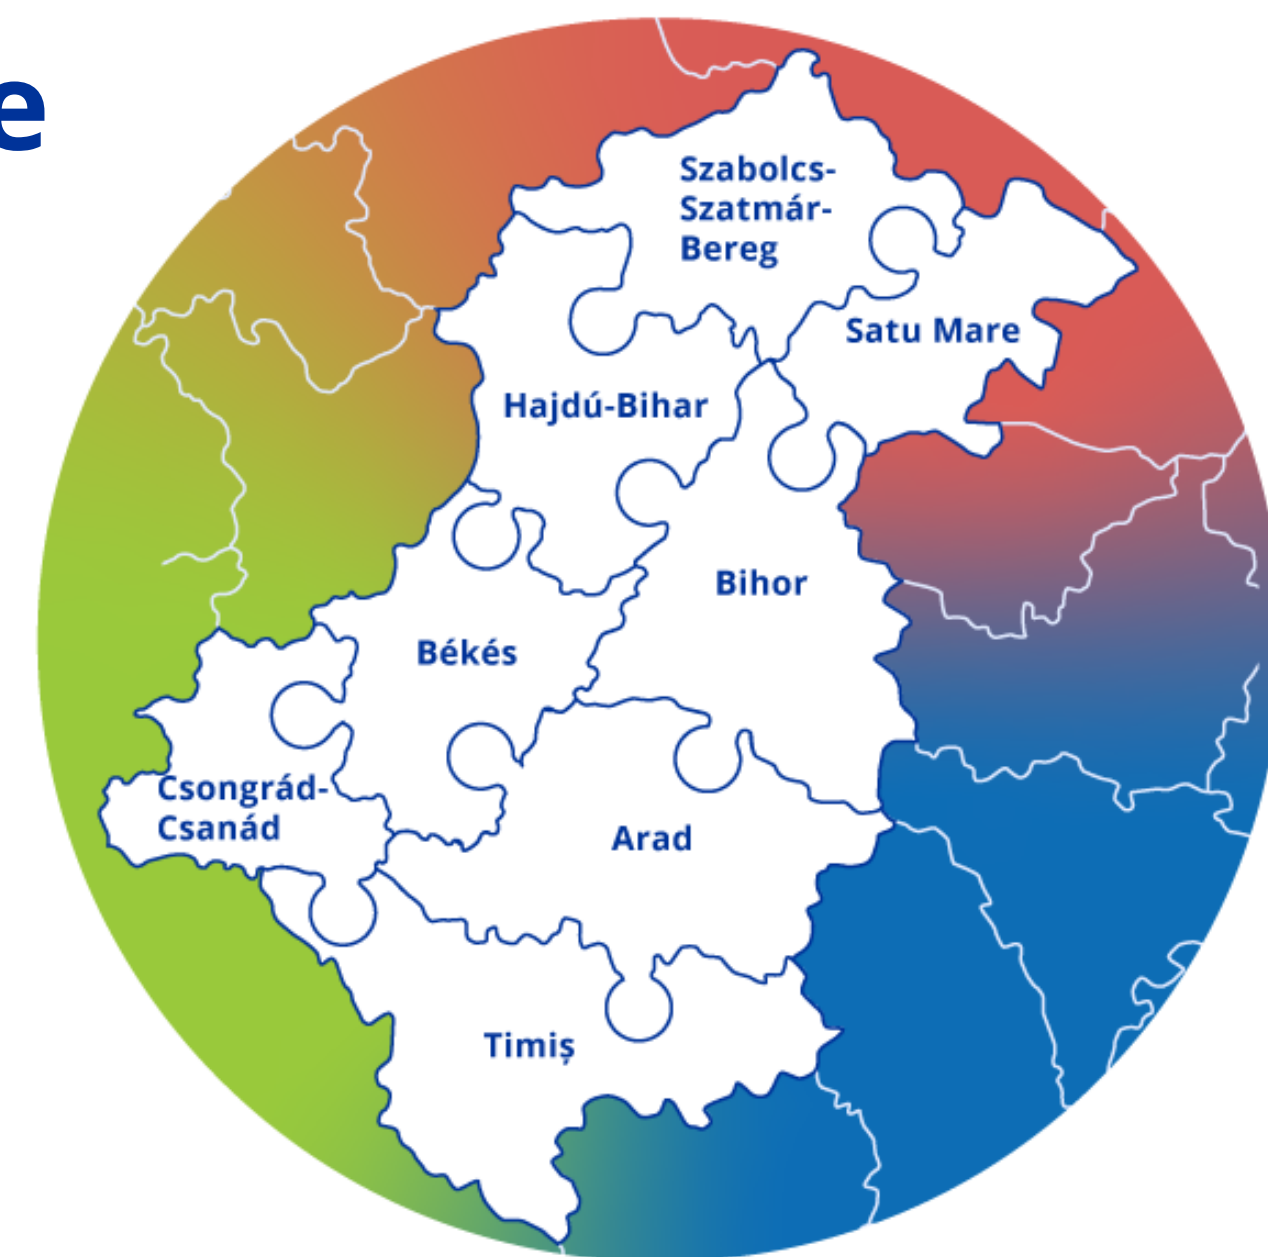 e
Szabolcs-
Szatmár-
Bereg
Satu Mare
Hajdú-Bihar
Bihor
Békés
Csongrád-
Csanád
Arad
Timiș